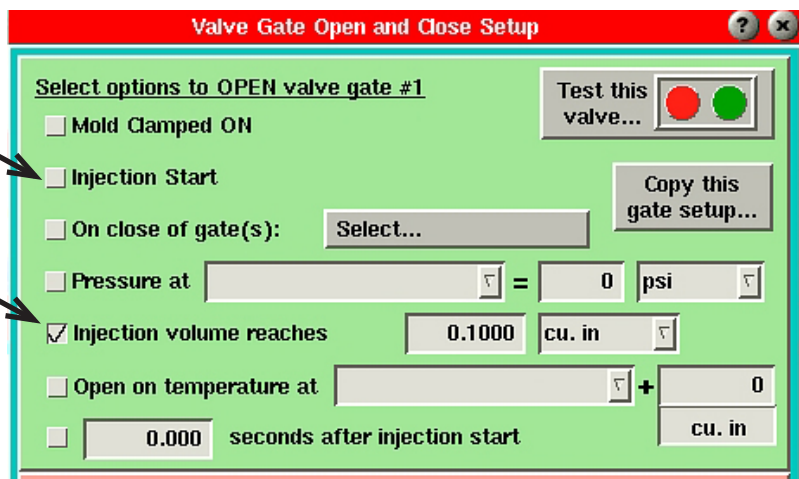 Valve Gate Open and Close Setup ? ×
Select options to OPEN valve gate #1
Test this
valve...
Mold Clamped ON
Injection Start
Copy this
gate setup...
On close of gate(s): Select...
Pressure at = 0 psi
Injection volume reaches 0.1000 cu. in
Open on temperature at + 0
cu. in
0.000 seconds after injection start